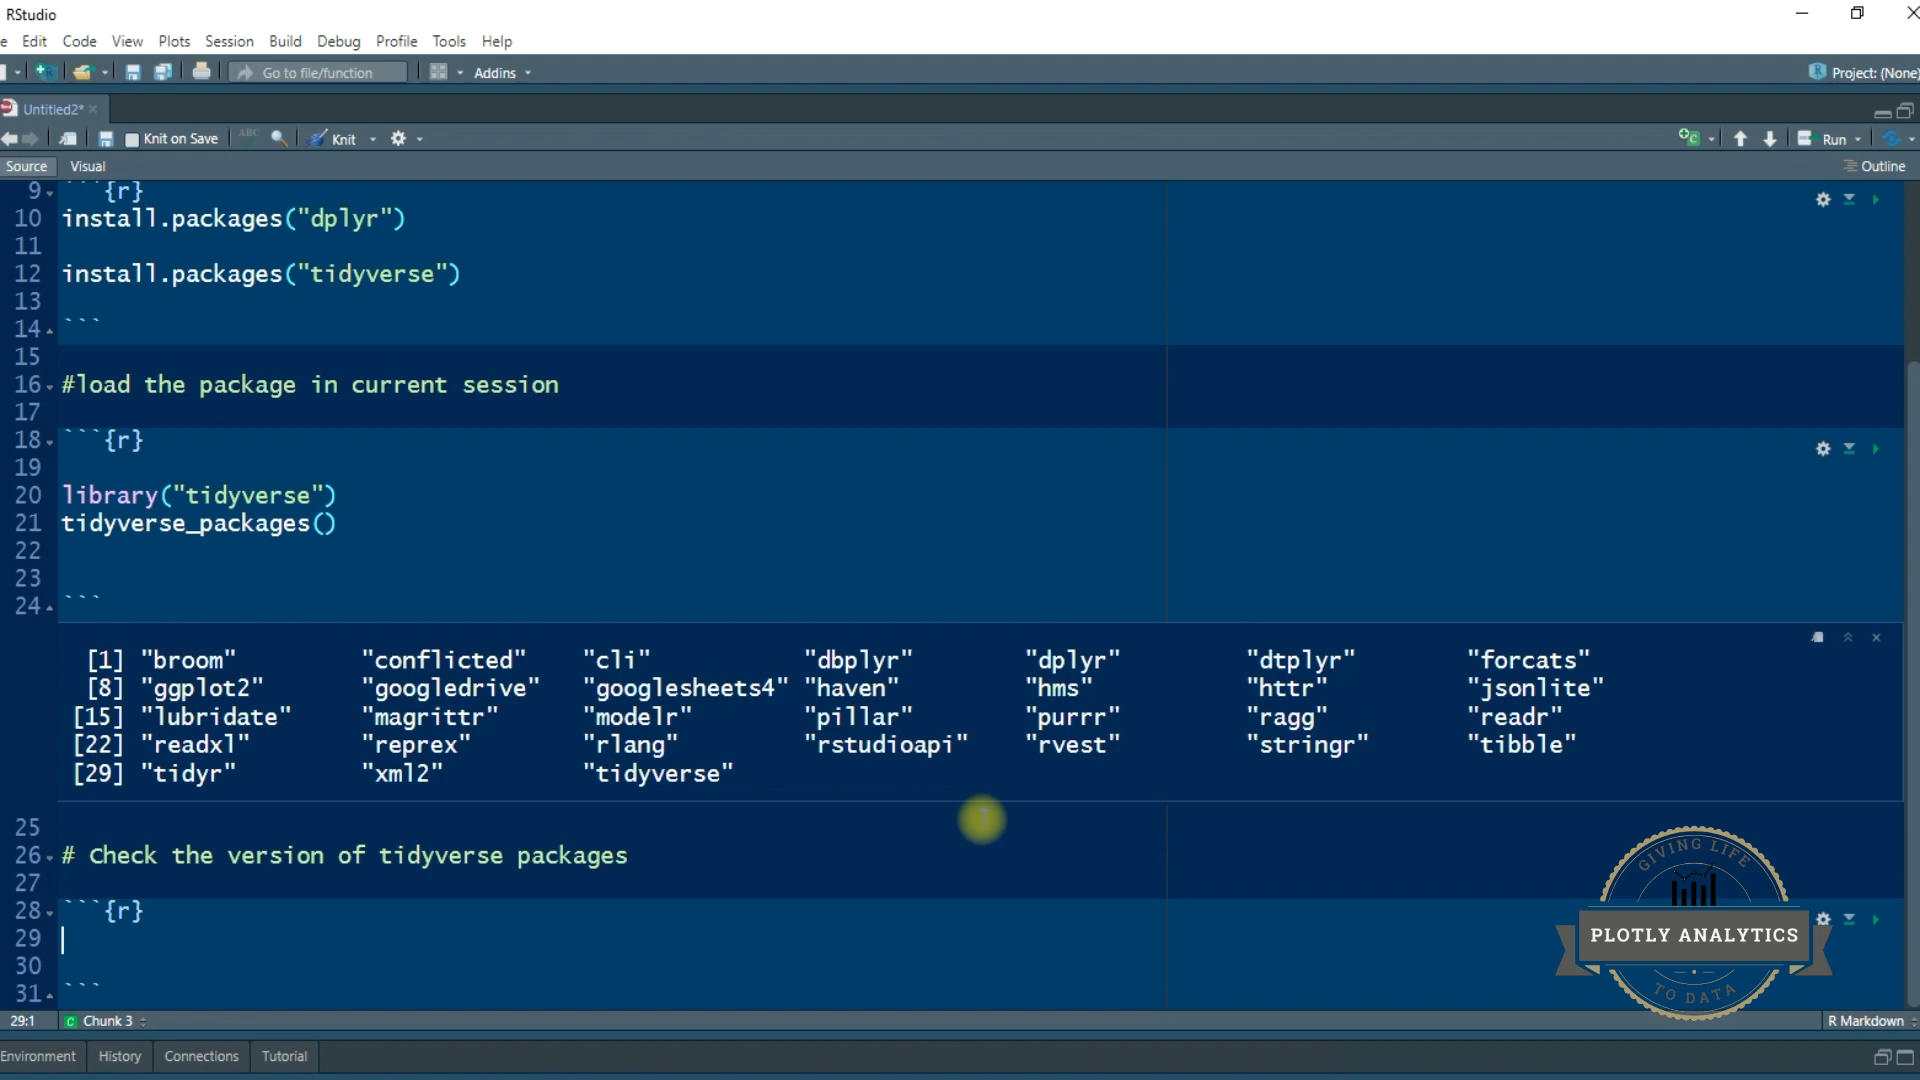 RStudio
e Edit Code View Plots Session Build Debug Profile Tools Help
Go to file/function Addins Project: (None)
Untitled2*
Knit on Save ABC Knit Run
Source Visual Outline
9 ```{r}
10 install.packages("dplyr")
11
12 install.packages("tidyverse")
13
14 ```
15
16 #load the package in current session
17
18 ```{r}
19
20 library("tidyverse")
21 tidyverse_packages()
22
23
24 ```
[1] "broom" "conflicted" "cli" "dbplyr" "dplyr" "dtplyr" "forcats"
[8] "ggplot2" "googledrive" "googlesheets4" "haven" "hms" "httr" "jsonlite"
[15] "lubridate" "magrittr" "modelr" "pillar" "purrr" "ragg" "readr"
[22] "readxl" "reprex" "rlang" "rstudioapi" "rvest" "stringr" "tibble"
[29] "tidyr" "xml2" "tidyverse"
25
26 # Check the version of tidyverse packages
27
28 ```{r}
29
30
31 ```
GIVING LIFE
PLOTLY ANALYTICS
TO DATA
29:1 C Chunk 3 R Markdown
Environment History Connections Tutorial